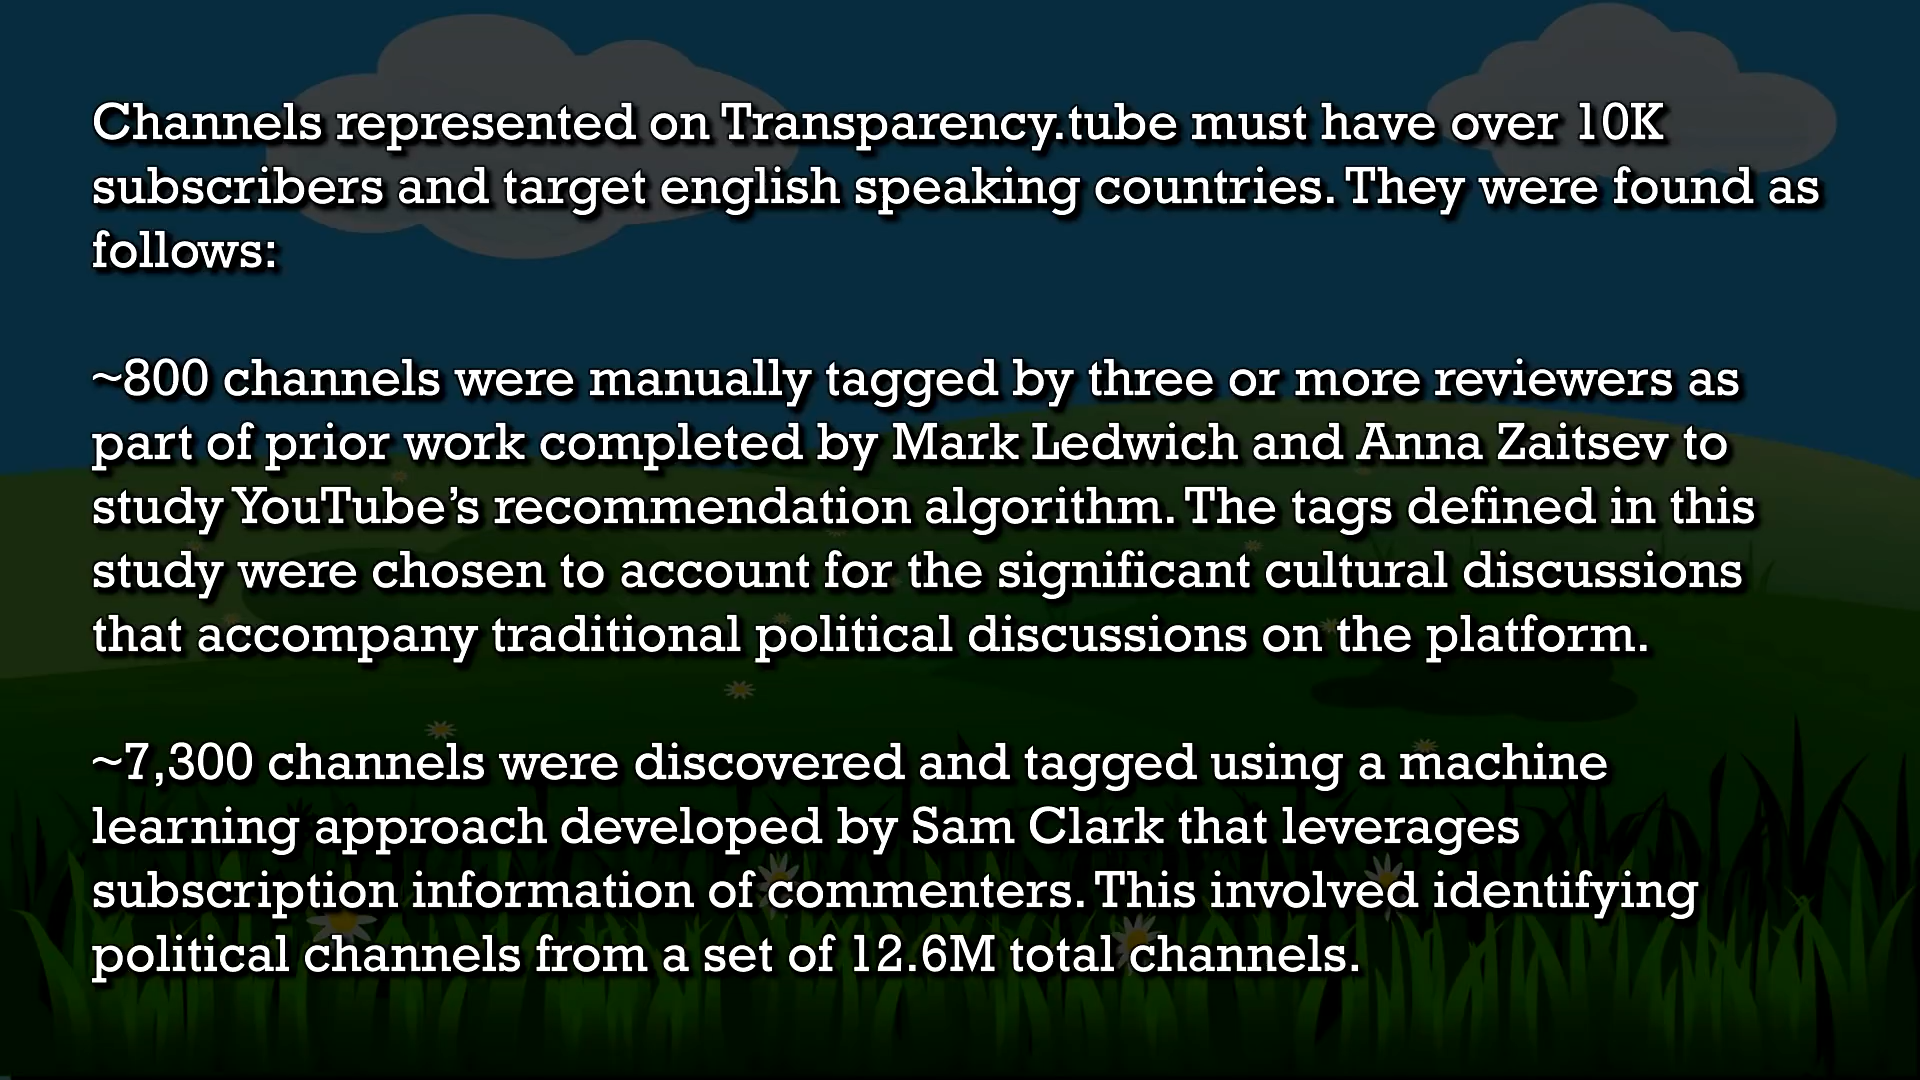 Channels represented on Transparency.tube must have over 10K
subscribers and target english speaking countries. They were found as
follows:
~800 channels were manually tagged by three or more reviewers as
part of prior work completed by Mark Ledwich and Anna Zaitsev to
study YouTube’s recommendation algorithm. The tags defined in this
study were chosen to account for the significant cultural discussions
that accompany traditional political discussions on the platform.
~7,300 channels were discovered and tagged using a machine
learning approach developed by Sam Clark that leverages
subscription information of commenters. This involved identifying
political channels from a set of 12.6M total channels.